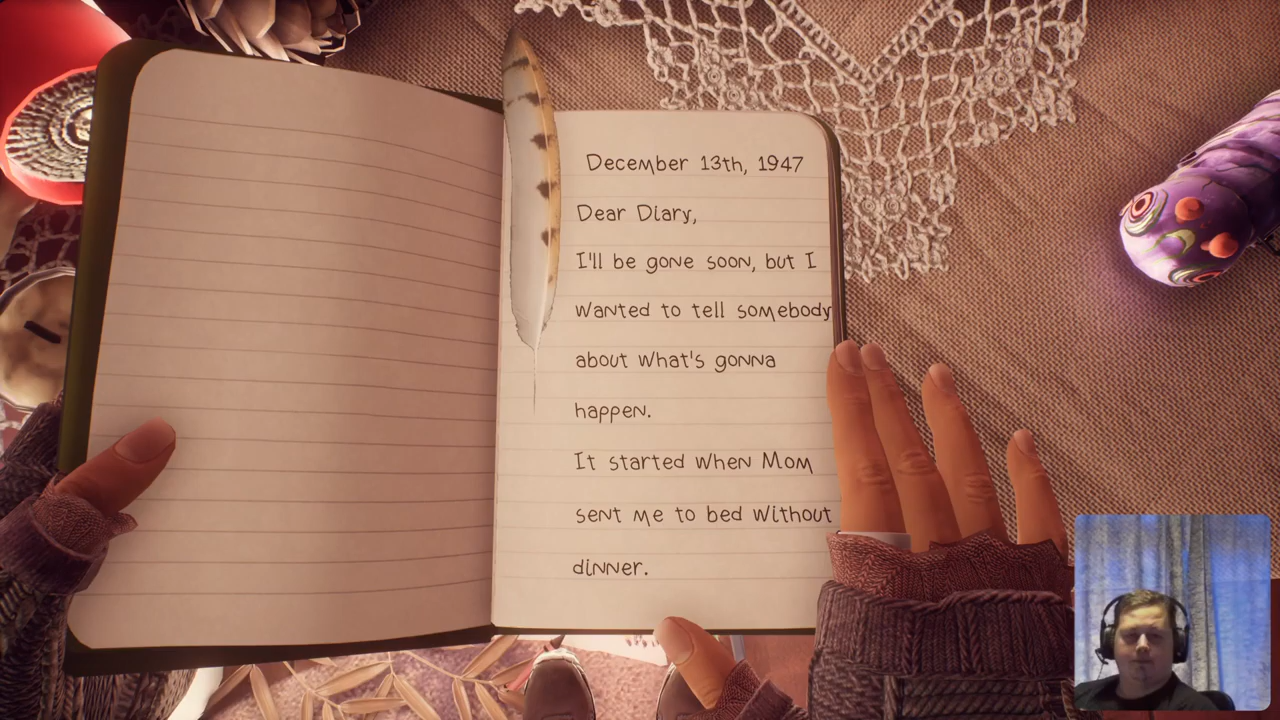 December 13th, 1947
Dear Diary,
I'll be gone soon, but I
wanted to tell somebody
about what's gonna
happen.
It started when Mom
sent me to bed without
dinner.